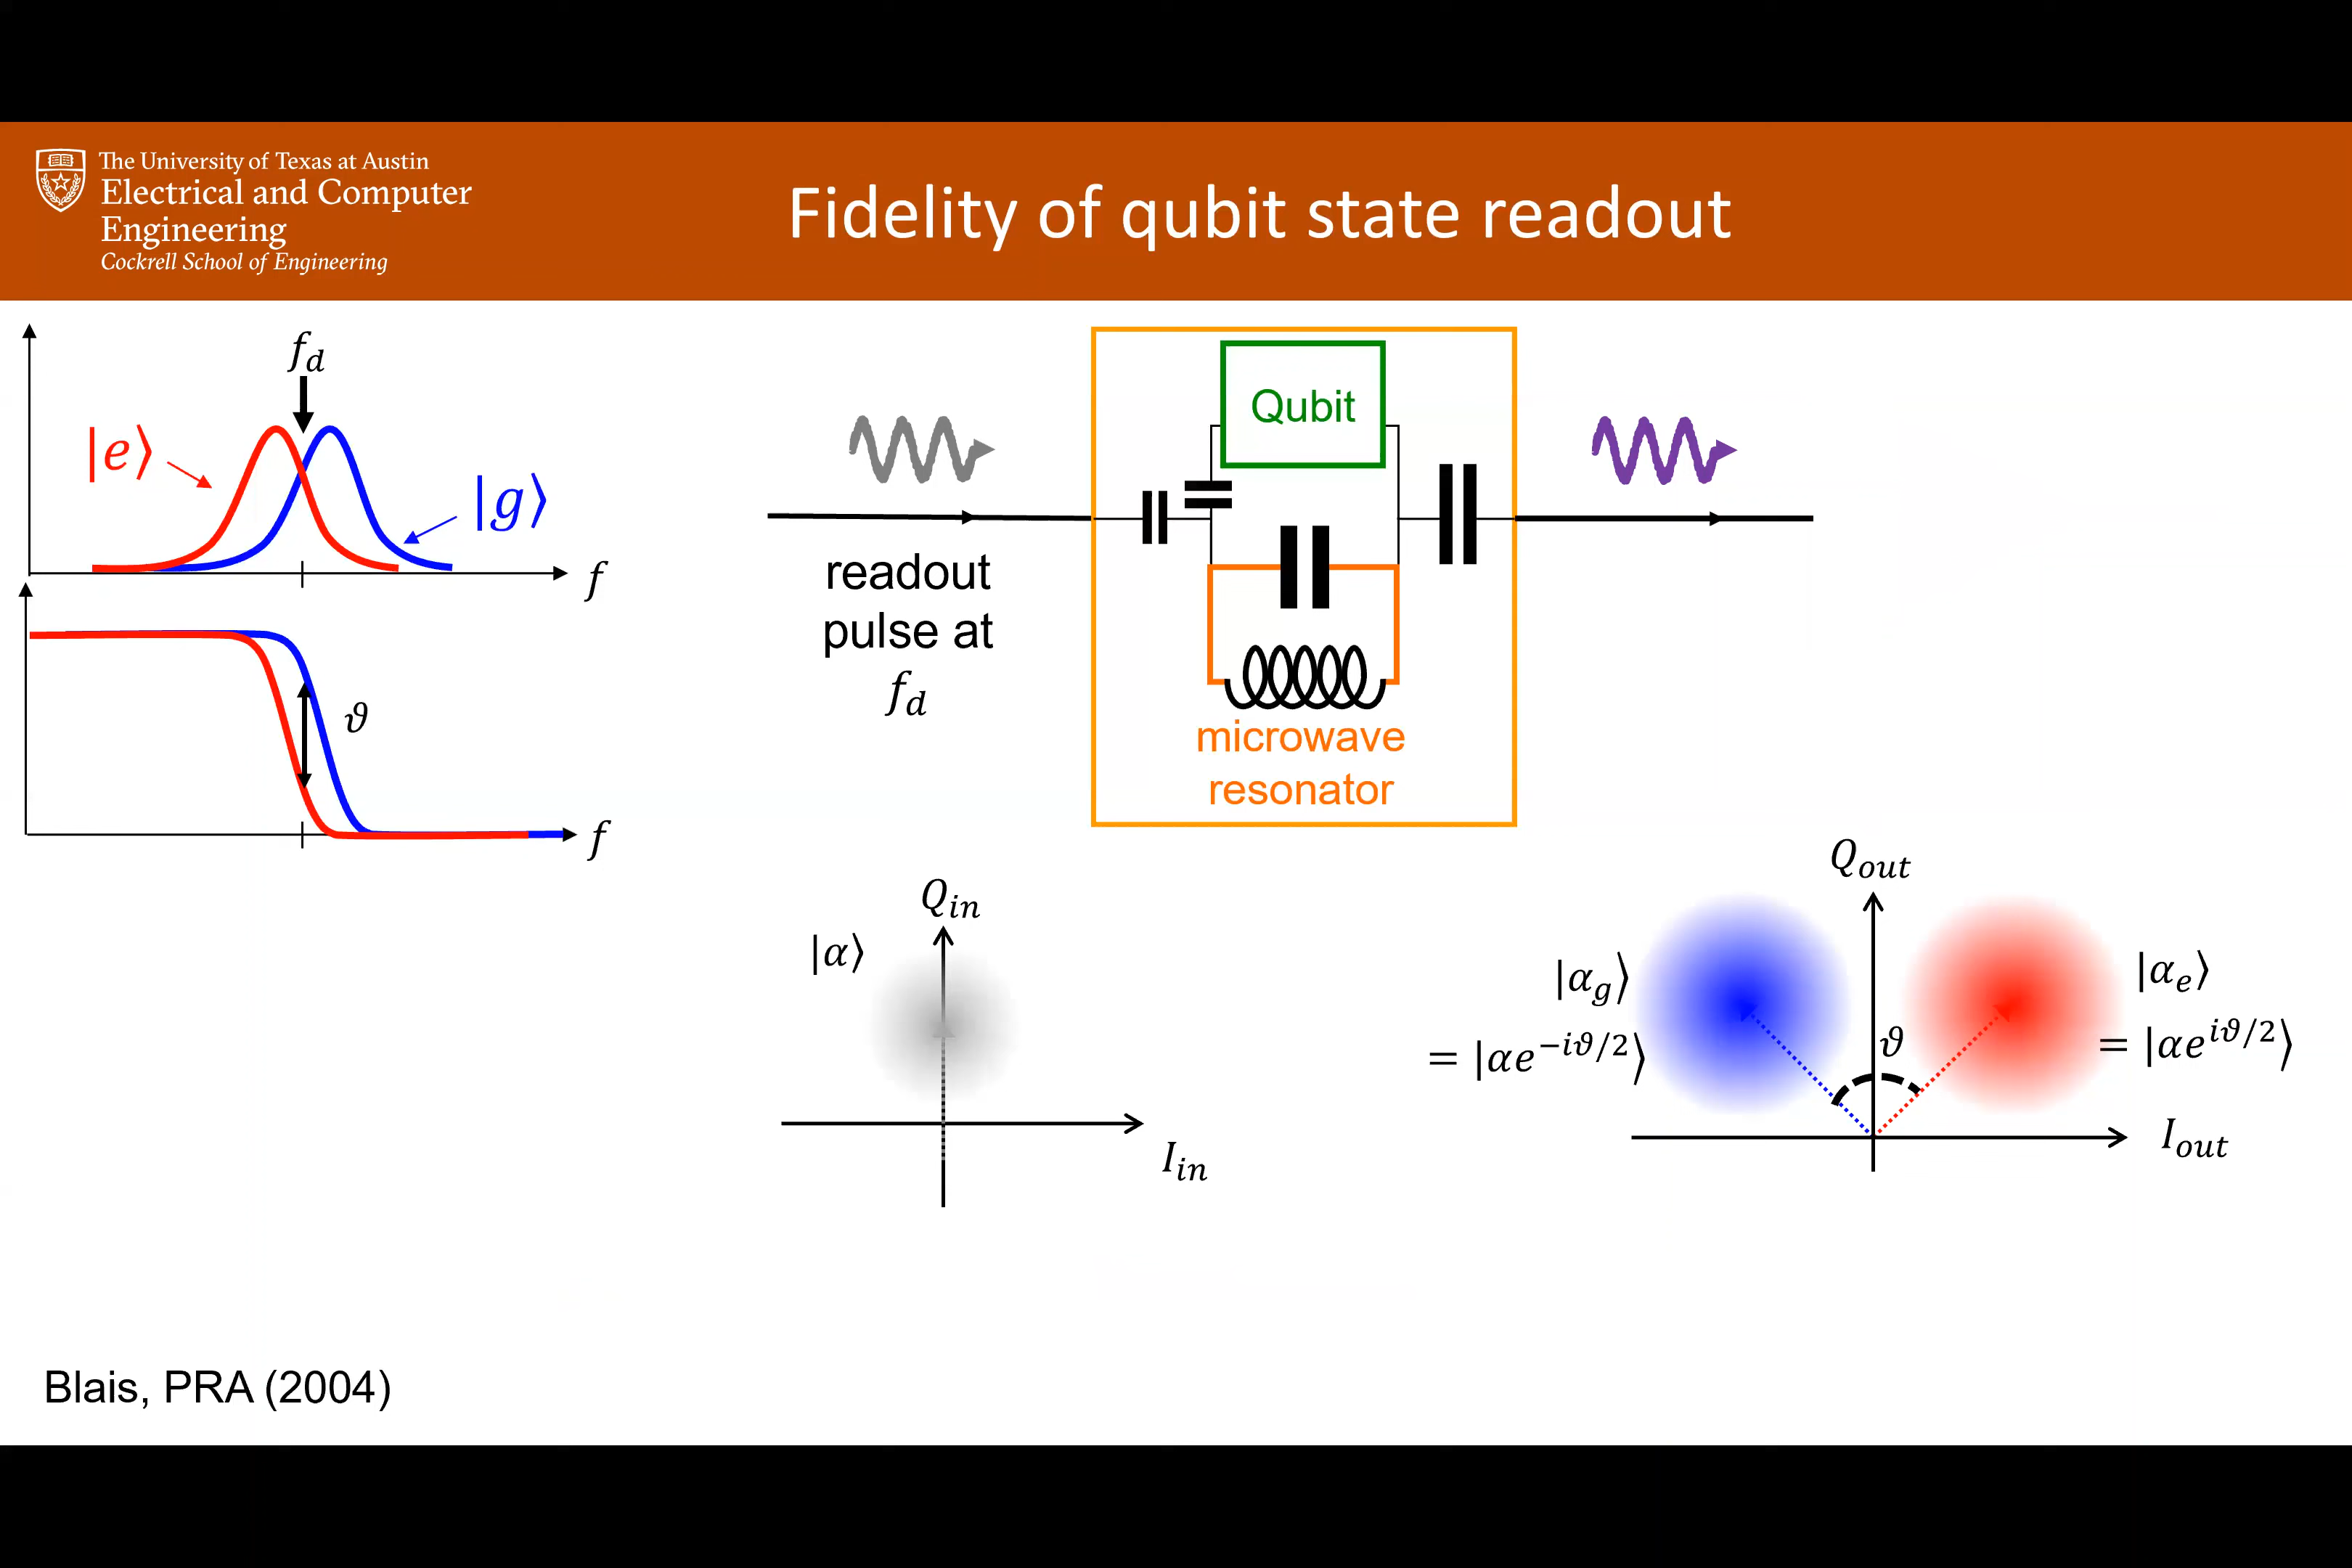 The University of Texas at Austin
Electrical and Computer
Engineering
Cockrell School of Engineering
Fidelity of qubit state readout
f_d
|e⟩
|g⟩
f
ϑ
f
readout
pulse at
f_d
Qubit
microwave
resonator
Q_in
|α⟩
I_in
Q_out
|α_g⟩
= |αe^{−iϑ/2}⟩
ϑ
|α_e⟩
= |αe^{iϑ/2}⟩
I_out
Blais, PRA (2004)